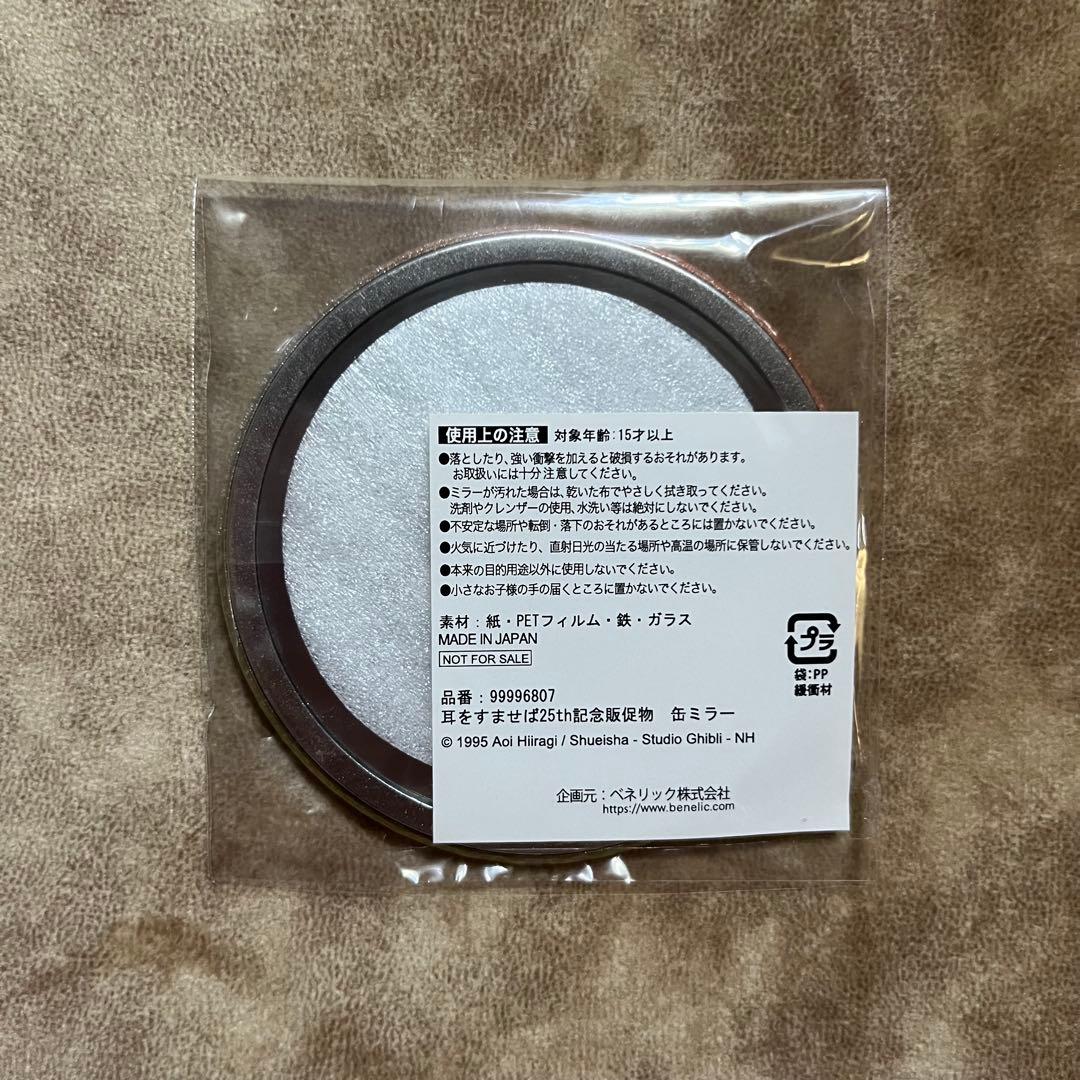 使用上の注意 対象年齢：15才以上
●落としたり、強い衝撃を加えると破損するおそれがあります。
お取扱いには十分注意してください。
●ミラーが汚れた場合は、乾いた布でやさしく拭き取ってください。
洗剤やクレンザーの使用、水洗い等は絶対にしないでください。
●不安定な場所や転倒・落下のおそれがあるところには置かないでください。
●火気に近づけたり、直射日光の当たる場所や高温の場所に保管しないでください。
●本来の目的用途以外に使用しないでください。
●小さなお子様の手の届くところに置かないでください。
素材：紙・PETフィルム・鉄・ガラス
MADE IN JAPAN
NOT FOR SALE
プラ
袋：PP
緩衝材
品番：99996807
耳をすませば25th記念販促物 缶ミラー
© 1995 Aoi Hiiragi / Shueisha - Studio Ghibli - NH
企画元：ベネリック株式会社
https://www.benelic.com